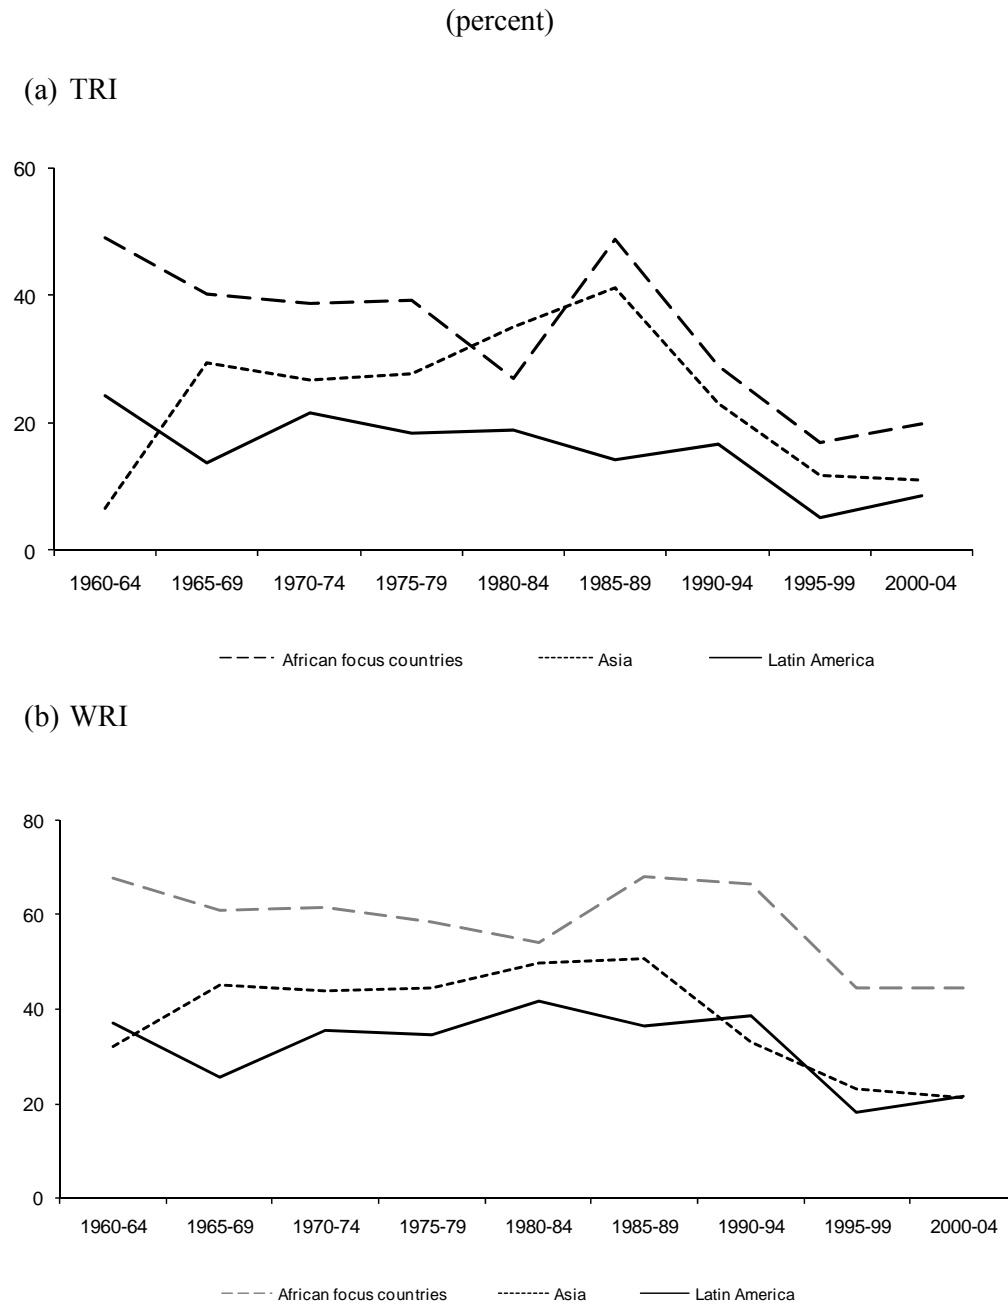 (percent)
(a) TRI
60
40
20
0
1960-64 1965-69 1970-74 1975-79 1980-84 1985-89 1990-94 1995-99 2000-04
African focus countries Asia Latin America
(b) WRI
80
60
40
20
0
1960-64 1965-69 1970-74 1975-79 1980-84 1985-89 1990-94 1995-99 2000-04
African focus countries Asia Latin America